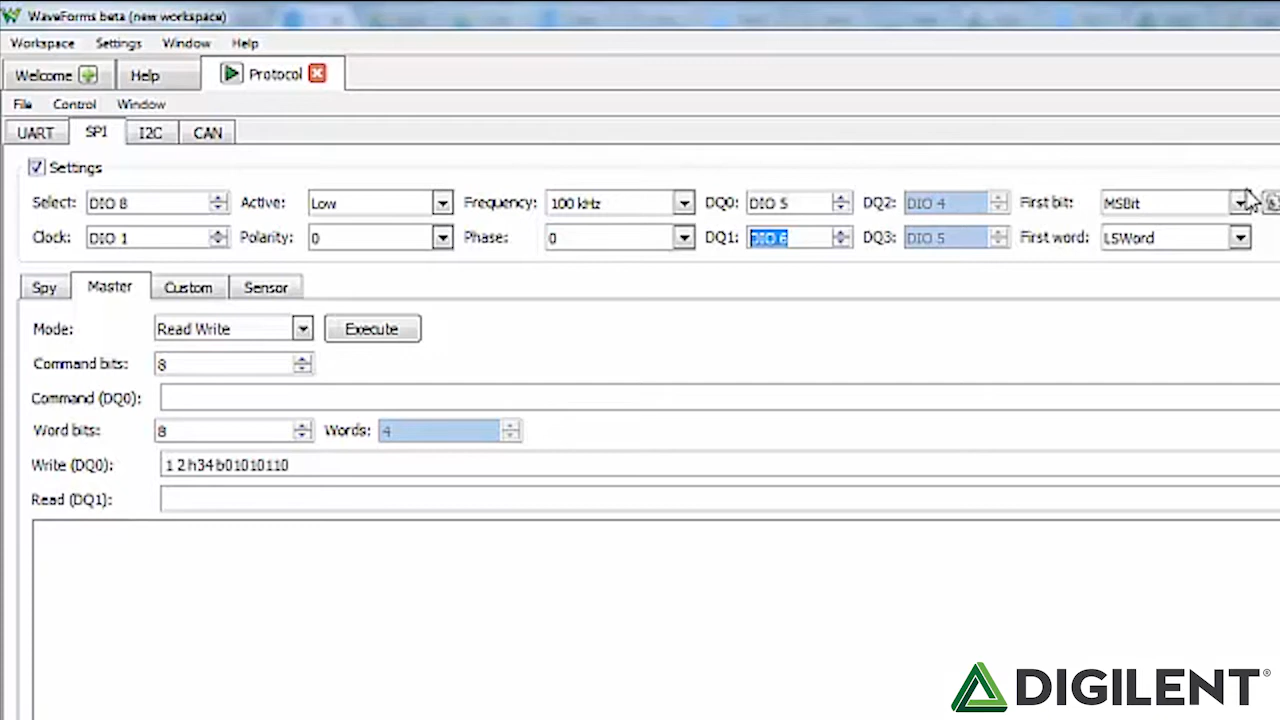 WaveForms beta (new workspace)
Workspace Settings Window Help
Welcome Help Protocol
File Control Window
UART SPI I2C CAN
Settings
Select: DIO 8 Active: Low Frequency: 100 kHz DQ0: DIO 5 DQ2: DIO 4 First bit: MSBit
Clock: DIO 1 Polarity: 0 Phase: 0 DQ1: DIO 6 DQ3: DIO 5 First word: LSWord
Spy Master Custom Sensor
Mode: Read Write Execute
Command bits: 8
Command (DQ0):
Word bits: 8 Words: 4
Write (DQ0): 1 2 h34 b01010110
Read (DQ1):
DIGILENT®